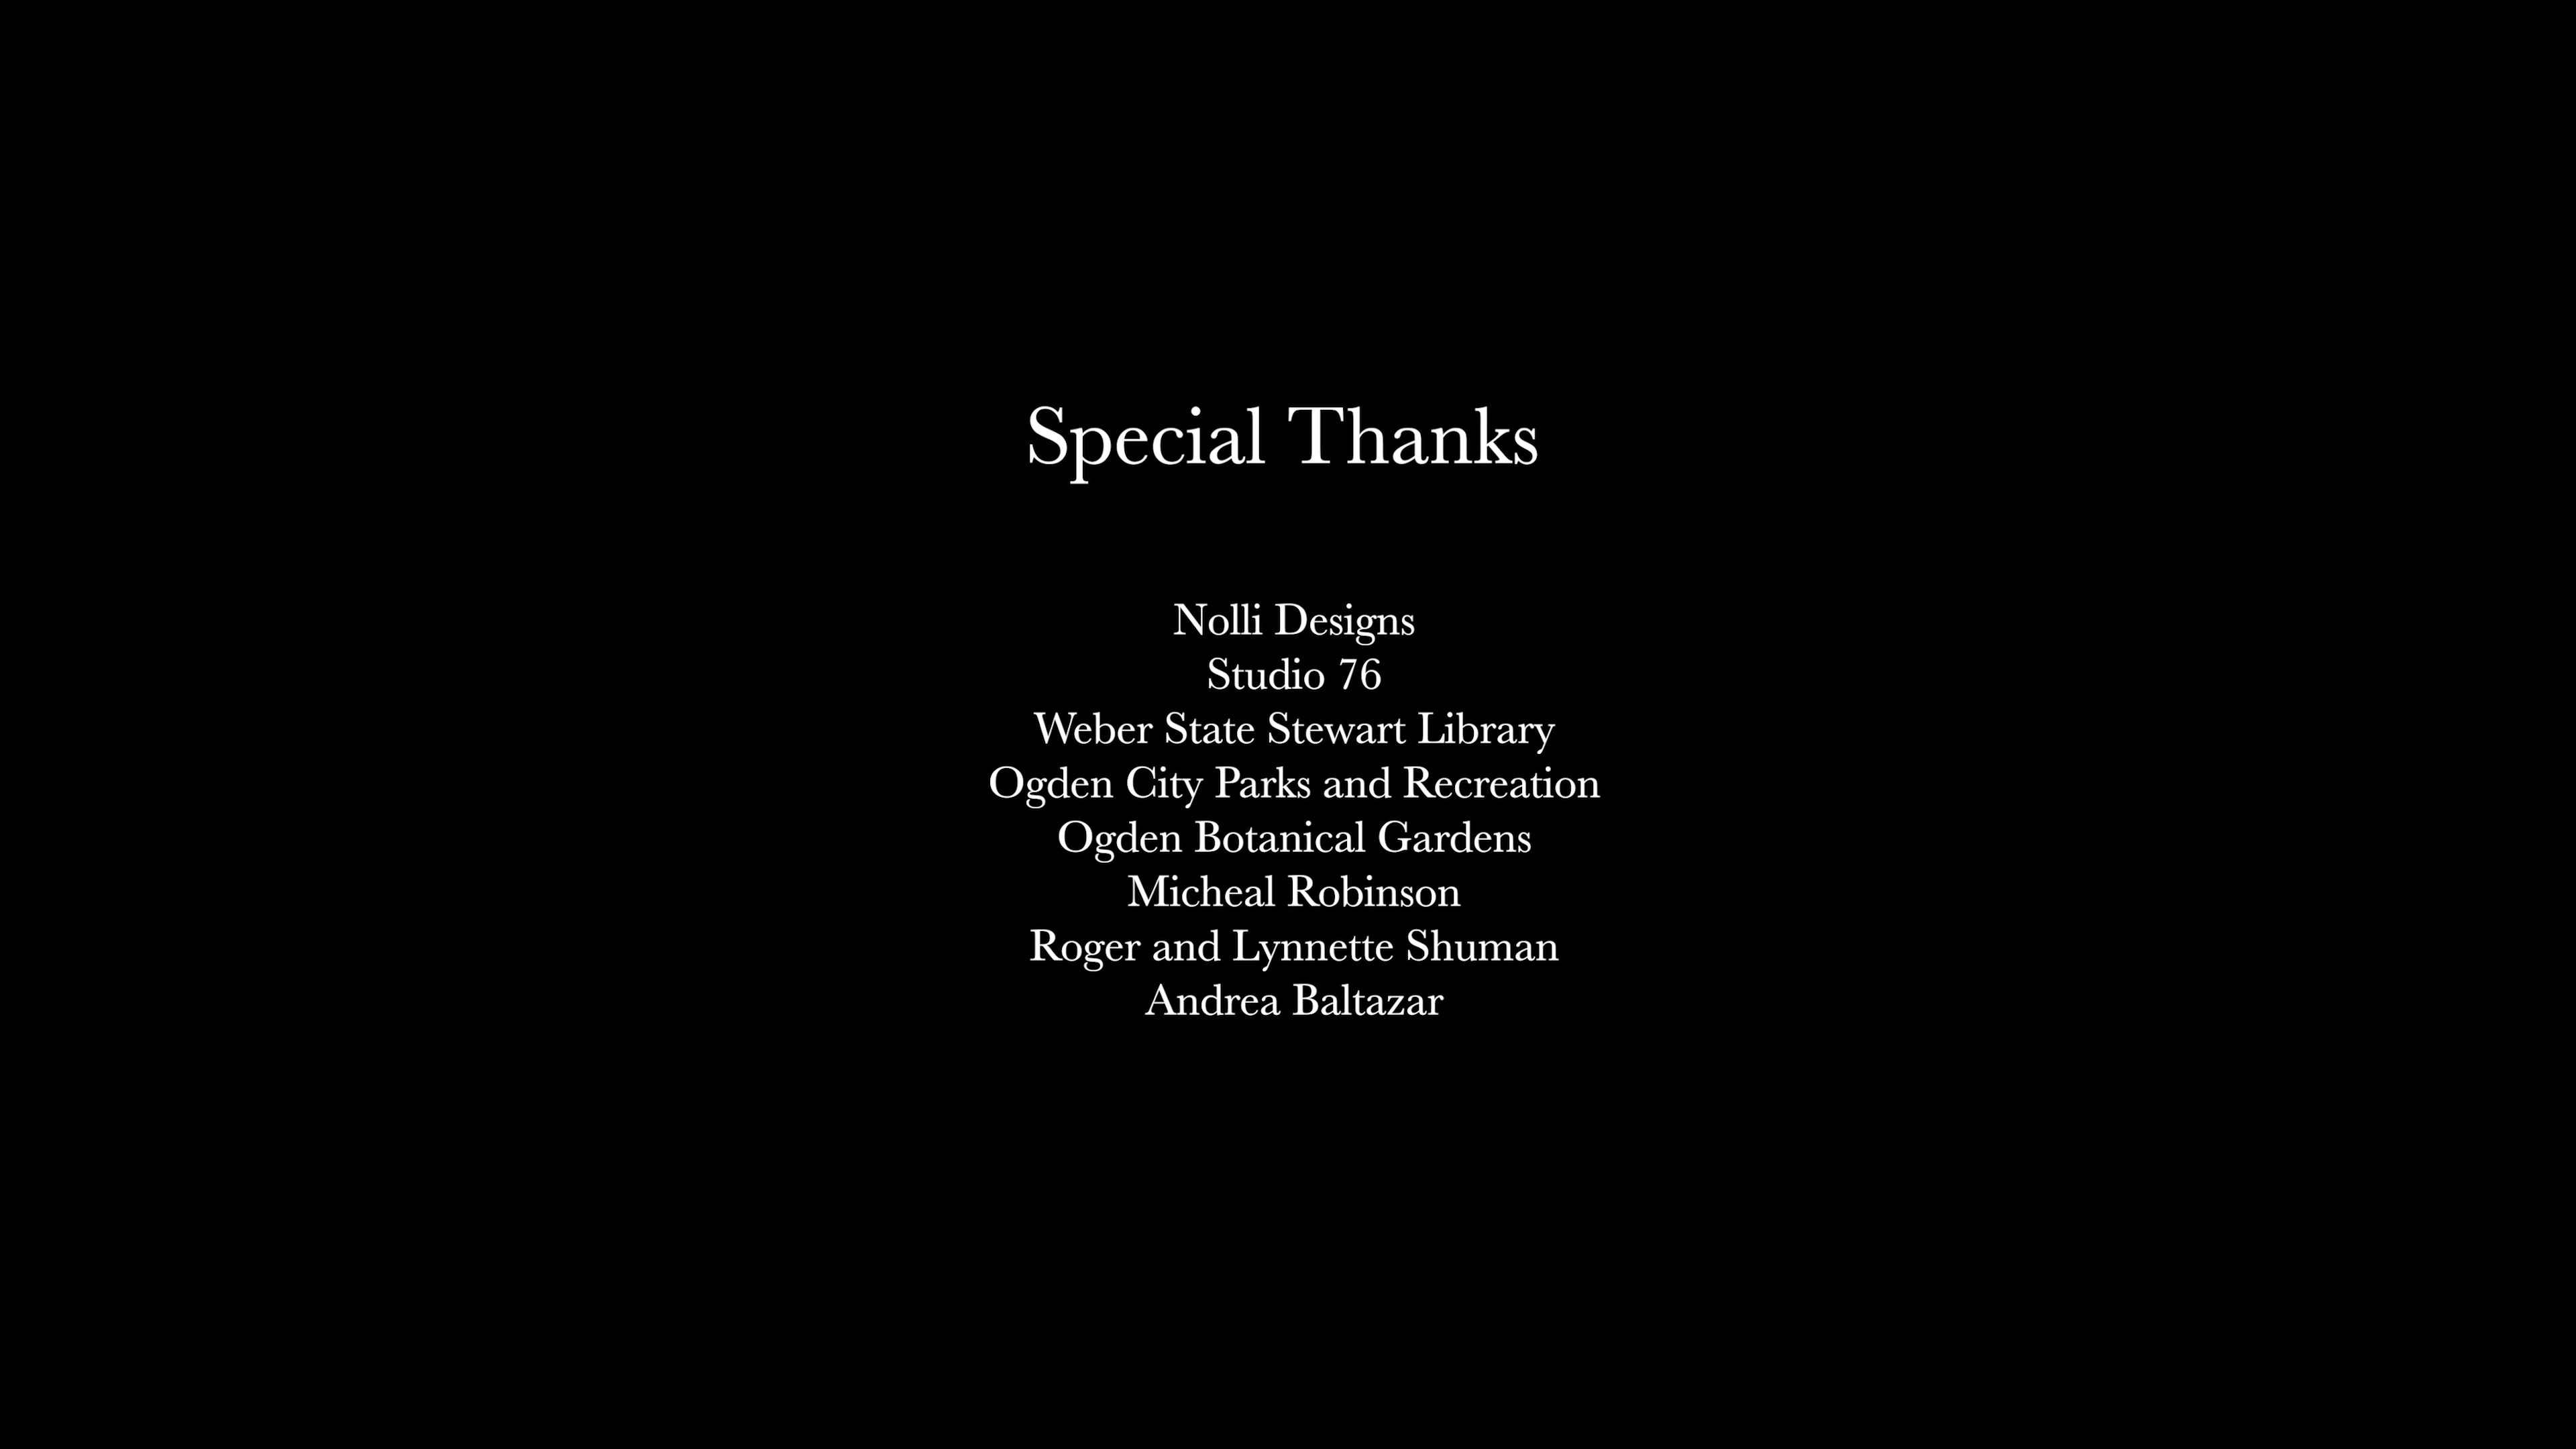 Special Thanks
Nolli Designs
Studio 76
Weber State Stewart Library
Ogden City Parks and Recreation
Ogden Botanical Gardens
Micheal Robinson
Roger and Lynnette Shuman
Andrea Baltazar